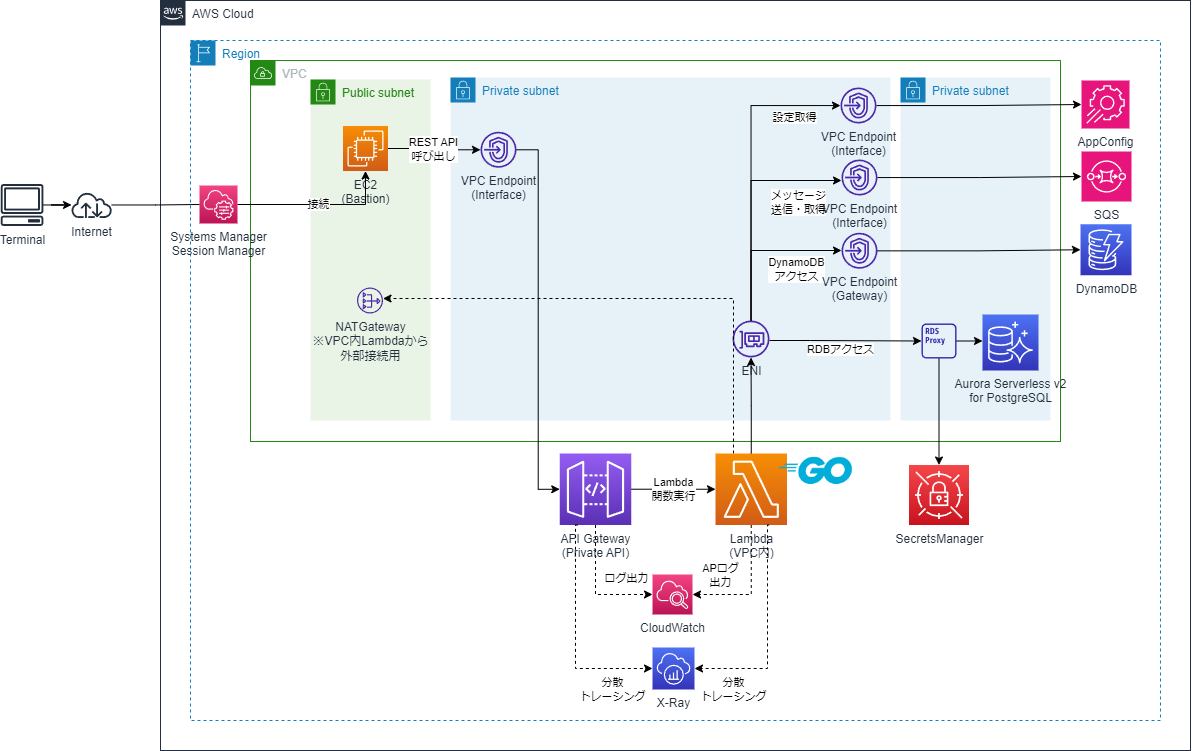 aws
AWS Cloud
Region
VPC
Public subnet
Private subnet
Private subnet
設定取得
VPC Endpoint
(Interface)
AppConfig
REST API
呼び出し
EC2
(Bastion)
VPC Endpoint
(Interface)
メッセージ
送信・取得
VPC Endpoint
(Interface)
SQS
接続
Terminal
Internet
Systems Manager
Session Manager
DynamoDB
アクセス
VPC Endpoint
(Gateway)
DynamoDB
NATGateway
※VPC内Lambdaから
外部接続用
ENI
RDBアクセス
RDS
Proxy
Aurora Serverless v2
for PostgreSQL
Lambda
関数実行
GO
API Gateway
(Private API)
Lambda
(VPC内)
SecretsManager
ログ出力
APログ
出力
CloudWatch
分散
トレーシング
分散
トレーシング
X-Ray